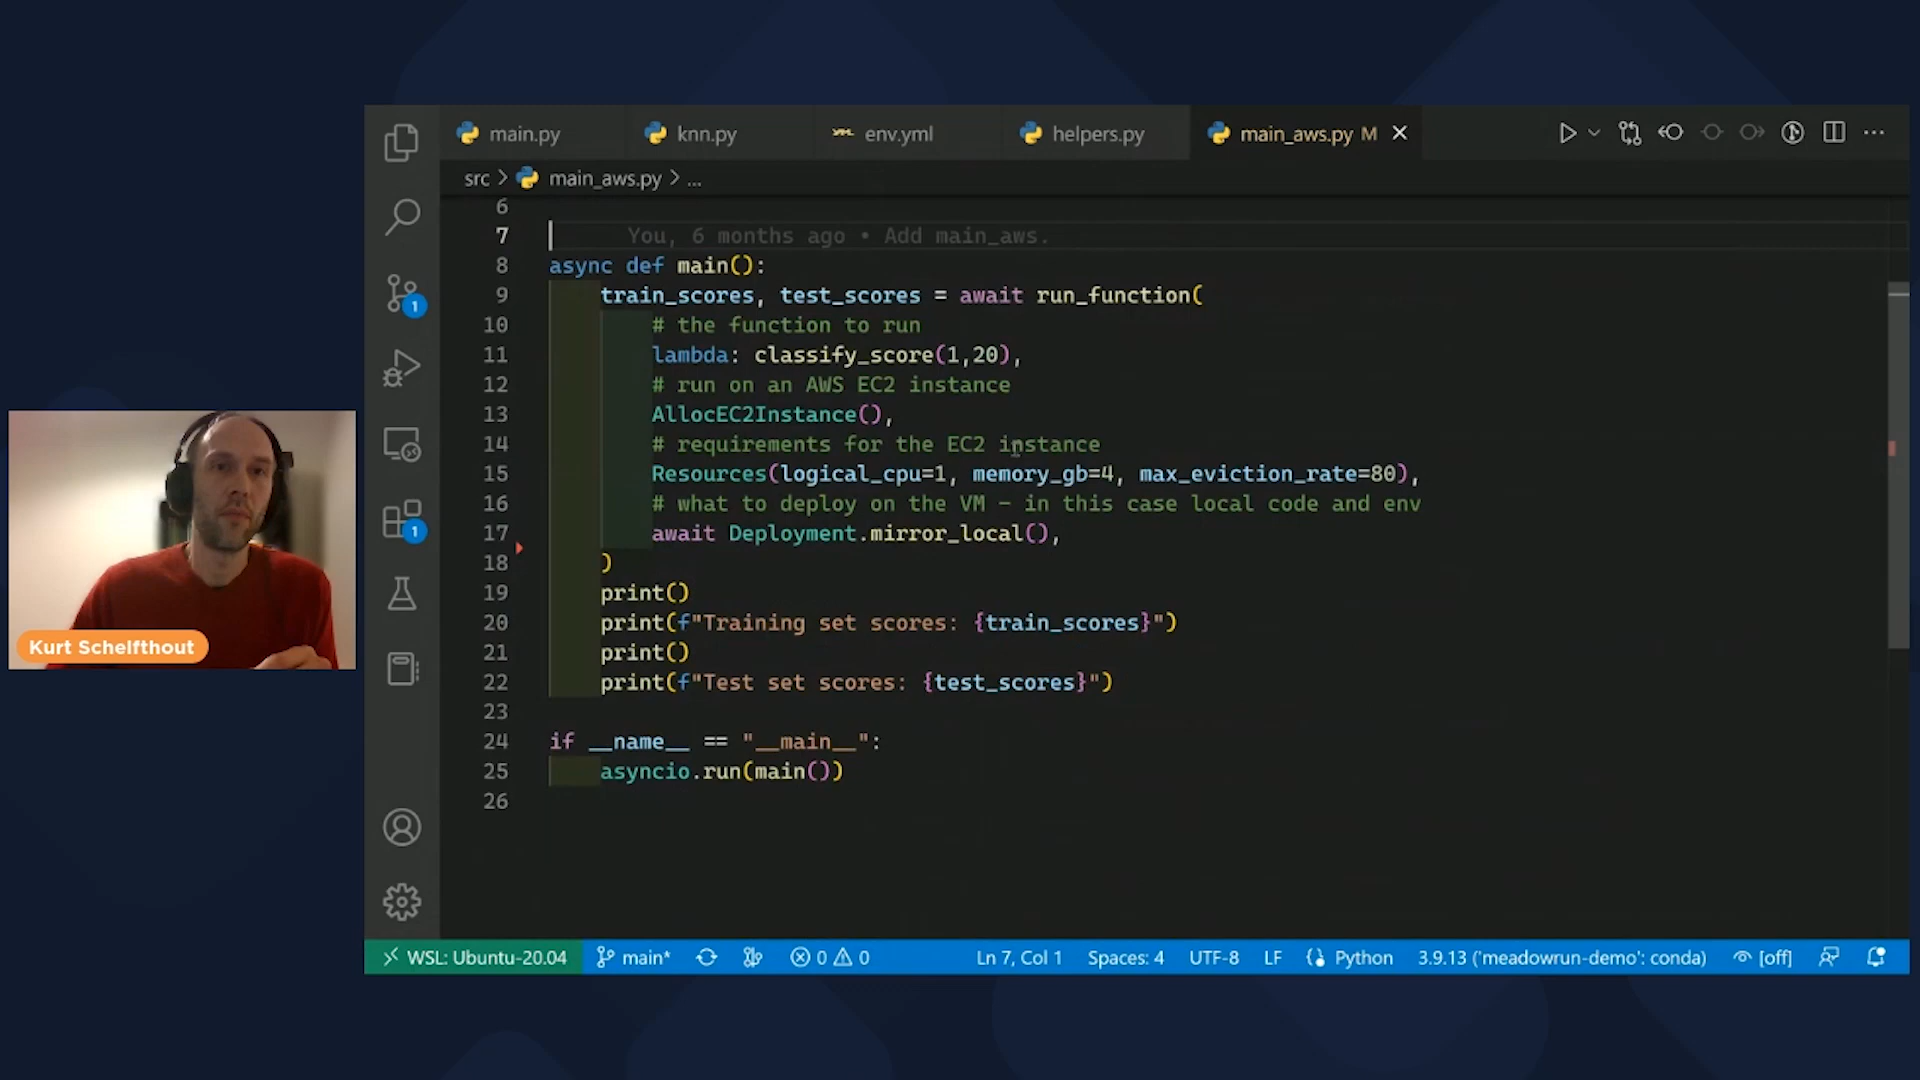 main.py
knn.py
env.yml
helpers.py
main_aws.py M
src > main_aws.py > ...
6
7 You, 6 months ago • Add main_aws.
8 async def main():
9 train_scores, test_scores = await run_function(
10 # the function to run
11 lambda: classify_score(1,20),
12 # run on an AWS EC2 instance
13 AllocEC2Instance(),
14 # requirements for the EC2 instance
15 Resources(logical_cpu=1, memory_gb=4, max_eviction_rate=80),
16 # what to deploy on the VM – in this case local code and env
17 await Deployment.mirror_local(),
18 )
19 print()
20 print(f"Training set scores: {train_scores}")
21 print()
22 print(f"Test set scores: {test_scores}")
23
24 if __name__ == "__main__":
25 asyncio.run(main())
26
1
1
Kurt Schelfthout
WSL: Ubuntu-20.04 main* 0 0 Ln 7, Col 1 Spaces: 4 UTF-8 LF Python 3.9.13 ('meadowrun-demo': conda) [off]